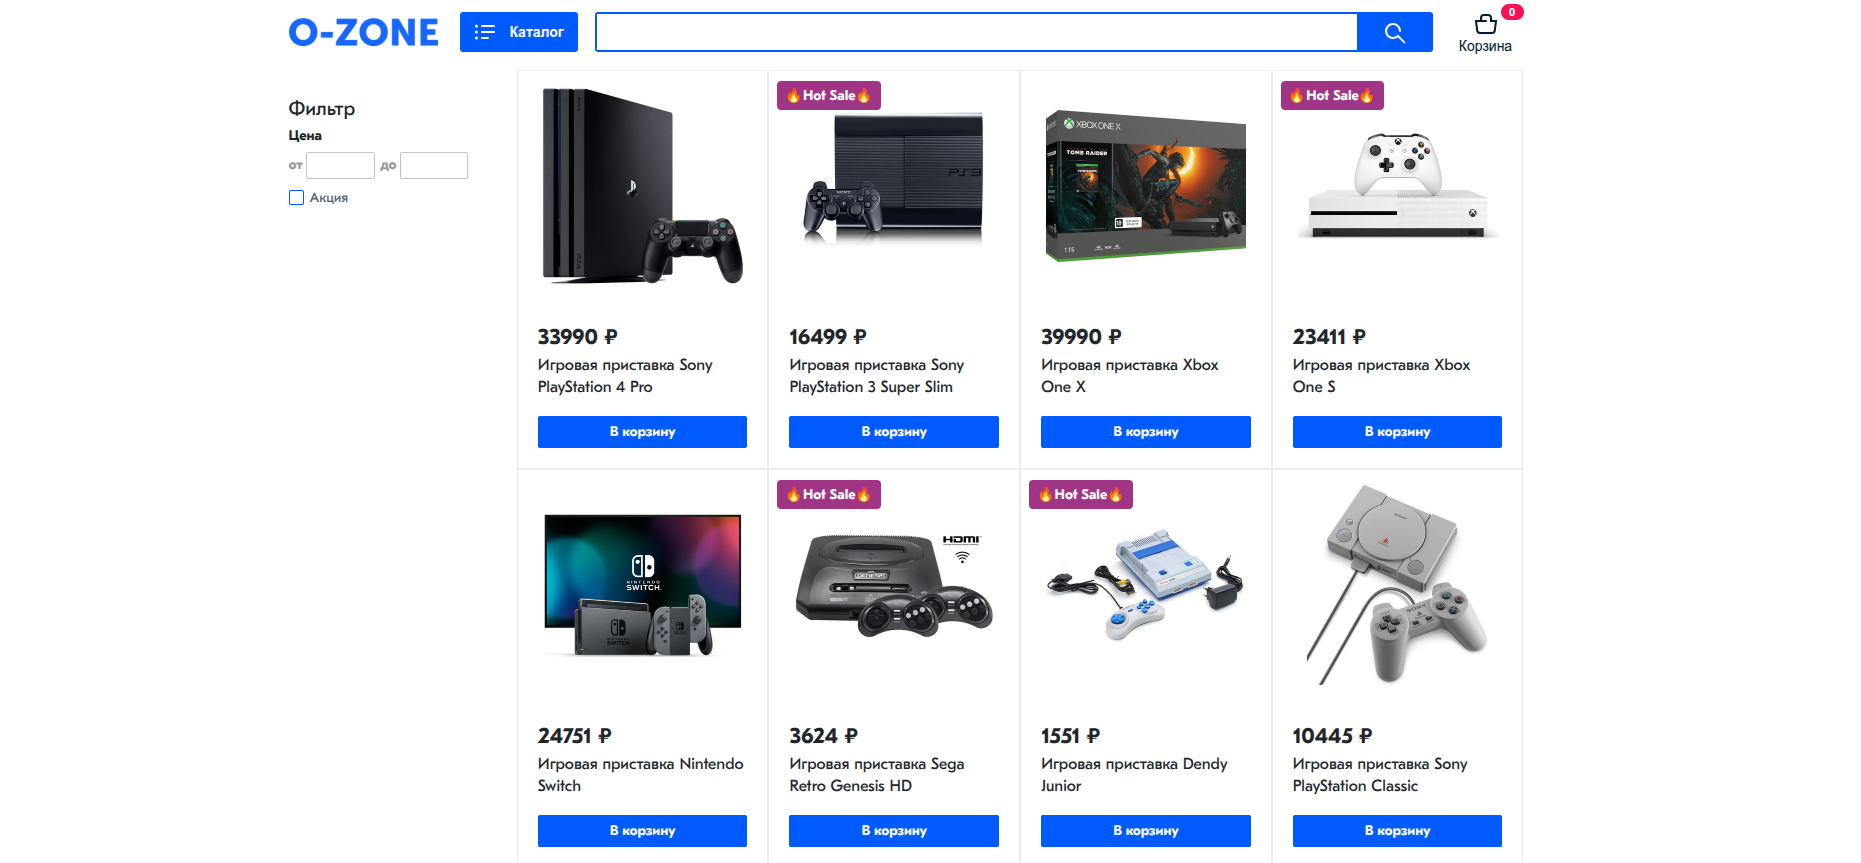 O-ZONE
Каталог
0
Корзина
Фильтр
Цена
от
до
Акция
🔥Hot Sale🔥
🔥Hot Sale🔥
PS3
XBOX ONE X
TOMB RAIDER
1TB
33990 ₽
Игровая приставка Sony
PlayStation 4 Pro
В корзину
16499 ₽
Игровая приставка Sony
PlayStation 3 Super Slim
В корзину
39990 ₽
Игровая приставка Xbox
One X
В корзину
23411 ₽
Игровая приставка Xbox
One S
В корзину
🔥Hot Sale🔥
🔥Hot Sale🔥
NINTENDO
SWITCH
HDMI
GENESIS
SONY
24751 ₽
Игровая приставка Nintendo
Switch
В корзину
3624 ₽
Игровая приставка Sega
Retro Genesis HD
В корзину
1551 ₽
Игровая приставка Dendy
Junior
В корзину
10445 ₽
Игровая приставка Sony
PlayStation Classic
В корзину